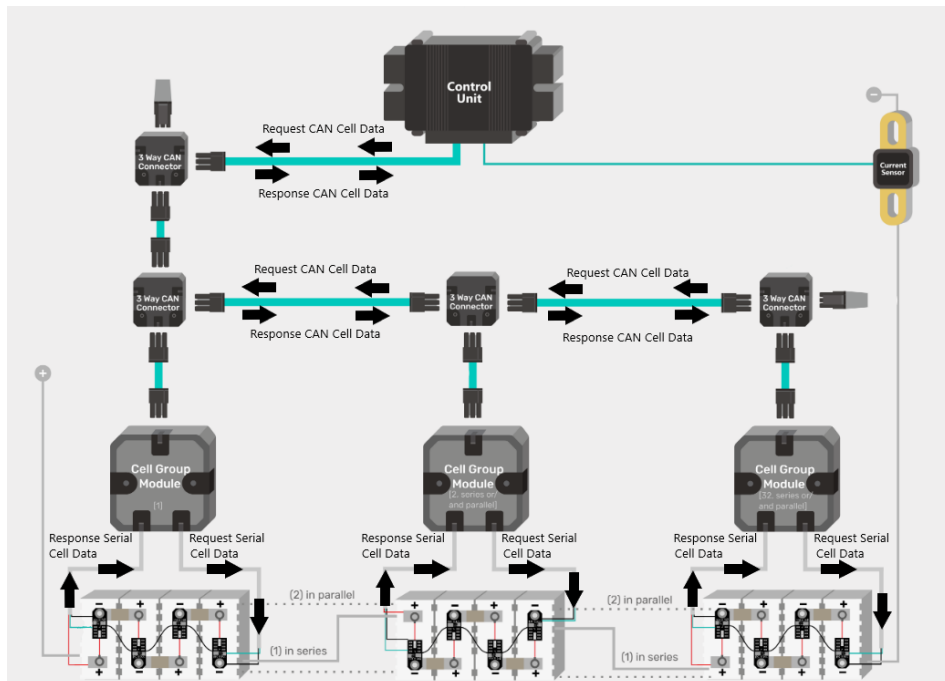 Control
Unit
Request CAN Cell Data
3 Way CAN
Connector
Response CAN Cell Data
−
Current
Sensor
Request CAN Cell Data
Request CAN Cell Data
3 Way CAN
Connector
3 Way CAN
Connector
3 Way CAN
Connector
Response CAN Cell Data
Response CAN Cell Data
+
Cell Group
Module
[1]
Cell Group
Module
[2, series or/
and parallel]
Cell Group
Module
[32, series or/
and parallel]
Response Serial
Cell Data
Request Serial
Cell Data
Response Serial
Cell Data
Request Serial
Cell Data
Response Serial
Cell Data
Request Serial
Cell Data
− + − +
(2) in parallel
+ − + −
(2) in parallel
− + − +
(1) in series
(1) in series
+ − + −
− + − +
+ − + −